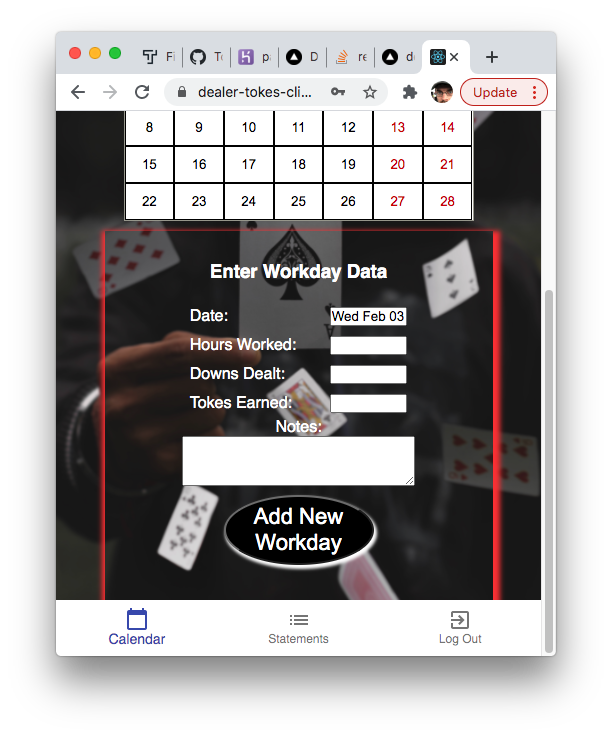 Fi
To
p
D
re
de
dealer-tokes-cli...
Update
8 9 10 11 12 13 14
15 16 17 18 19 20 21
22 23 24 25 26 27 28
Enter Workday Data
Date: Wed Feb 03
Hours Worked:
Downs Dealt:
Tokes Earned:
Notes:
Add New
Workday
Calendar Statements Log Out